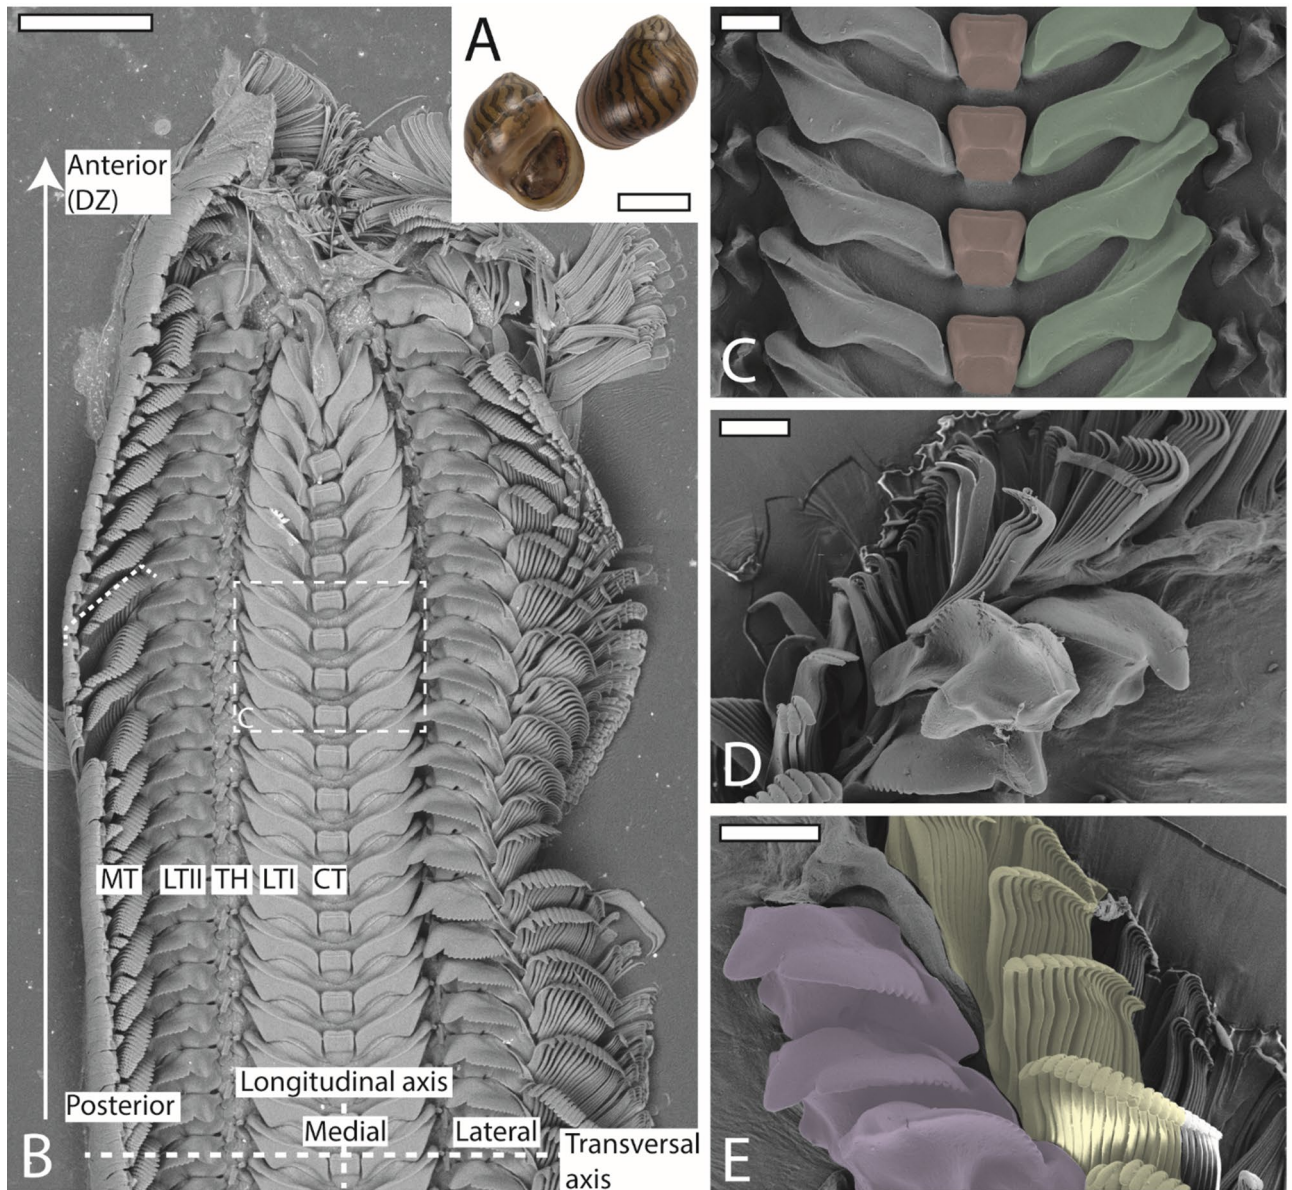 A
Anterior
(DZ)
C
MT
LTII
TH
LTI
CT
Longitudinal axis
Posterior
Medial
Lateral
Transversal
axis
B
C
D
E